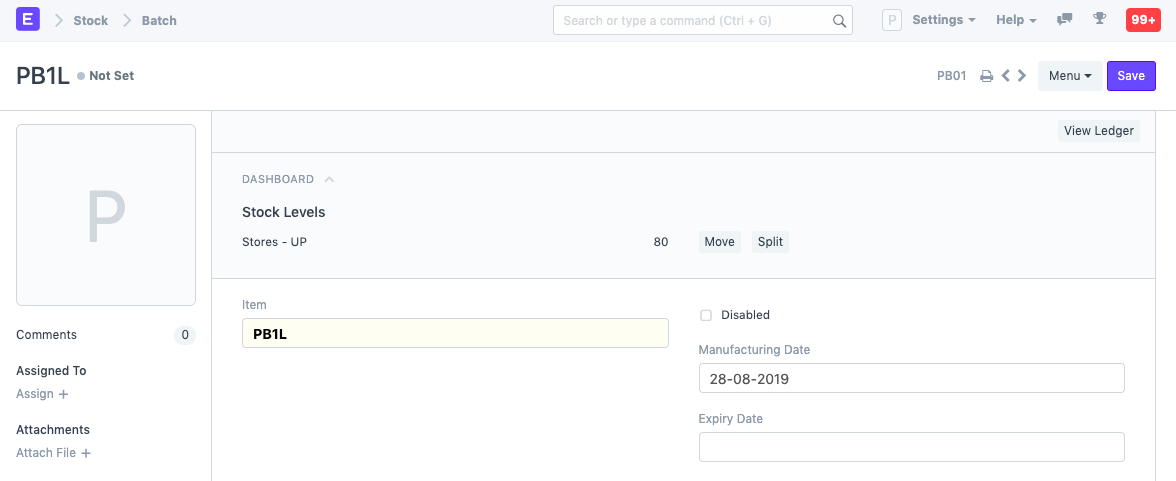 E Stock Batch Search or type a command (Ctrl + G) P Settings Help 99+
PB1L Not Set PB01 Menu Save
View Ledger
P
DASHBOARD
Stock Levels
Stores - UP 80 Move Split
Item
PB1L
Disabled
Manufacturing Date
28-08-2019
Expiry Date
Comments 0
Assigned To
Assign +
Attachments
Attach File +